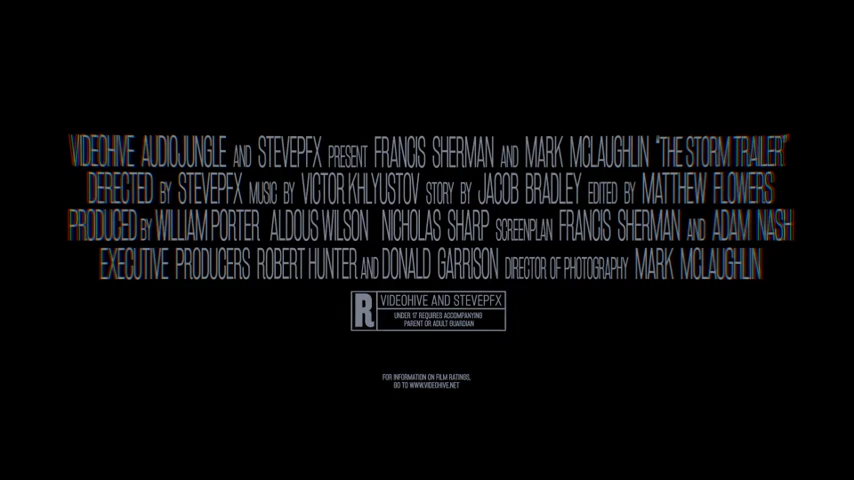 VIDEOHIVE AUDIOJUNGLE AND STEVEPFX PRESENT FRANCIS SHERMAN AND MARK MCLAUGHLIN "THE STORM TRAILER"
DERECTED BY STEVEPFX MUSIC BY VICTOR KHLYUSTOV STORY BY JACOB BRADLEY EDITED BY MATTHEW FLOWERS
PRODUCED BY WILLIAM PORTER ALDOUS WILSON NICHOLAS SHARP SCREENPLAN FRANCIS SHERMAN AND ADAM NASH
EXECUTIVE PRODUCERS ROBERT HUNTER AND DONALD GARRISON DIRECTOR OF PHOTOGRAPHY MARK MCLAUGHLIN
R VIDEOHIVE AND STEVEPFX
UNDER 17 REQUIRES ACCOMPANYING
PARENT OR ADULT GUARDIAN
FOR INFORMATION ON FILM RATINGS,
GO TO WWW.VIDEOHIVE.NET